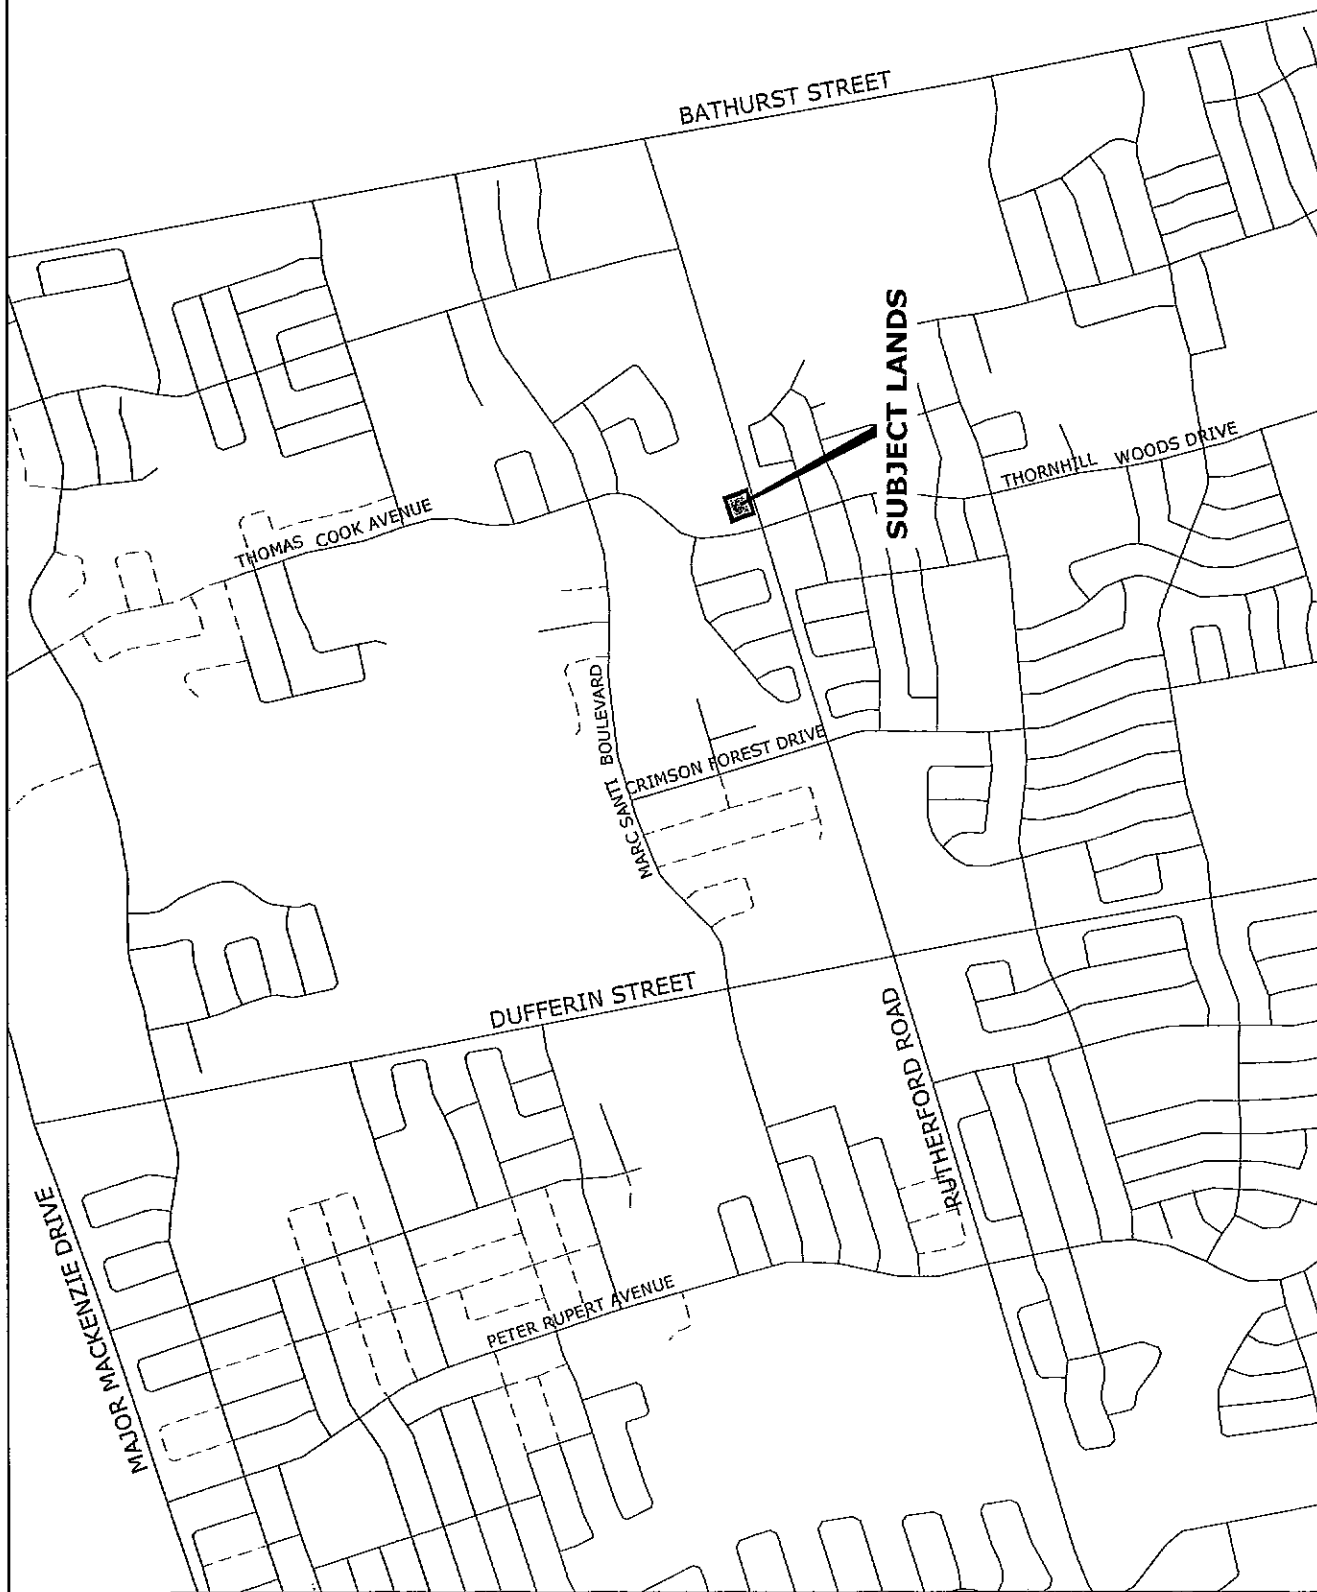 BATHURST STREET
SUBJECT LANDS
THORNHILL WOODS DRIVE
THOMAS COOK AVENUE
MARC SANTI BOULEVARD
CRIMSON FOREST DRIVE
DUFFERIN STREET
RUTHERFORD ROAD
MAJOR MACKENZIE DRIVE
PETER RUPERT AVENUE